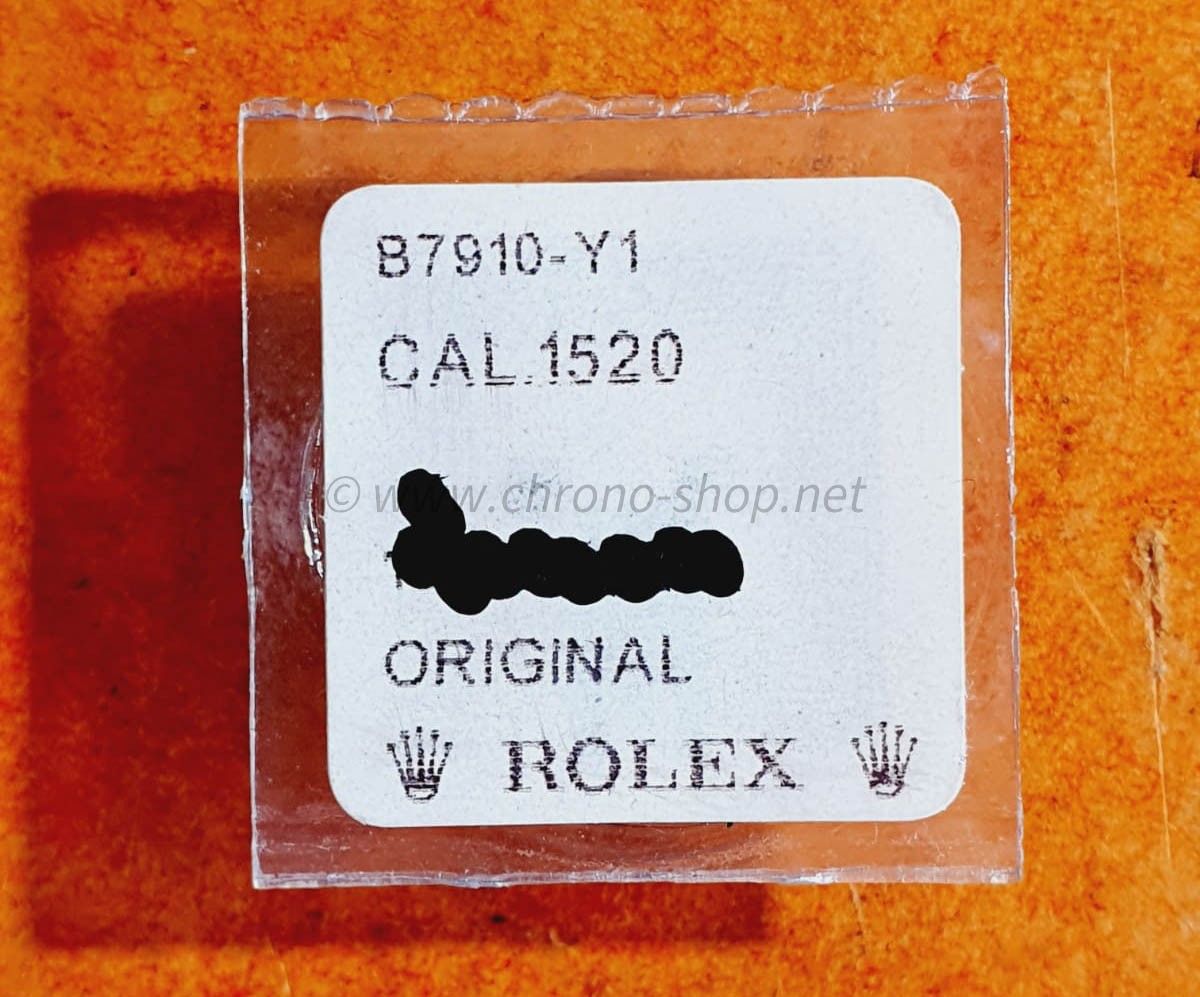 B7910-Y1
CAL.1520
© www.chrono-shop.net
ORIGINAL
ROLEX